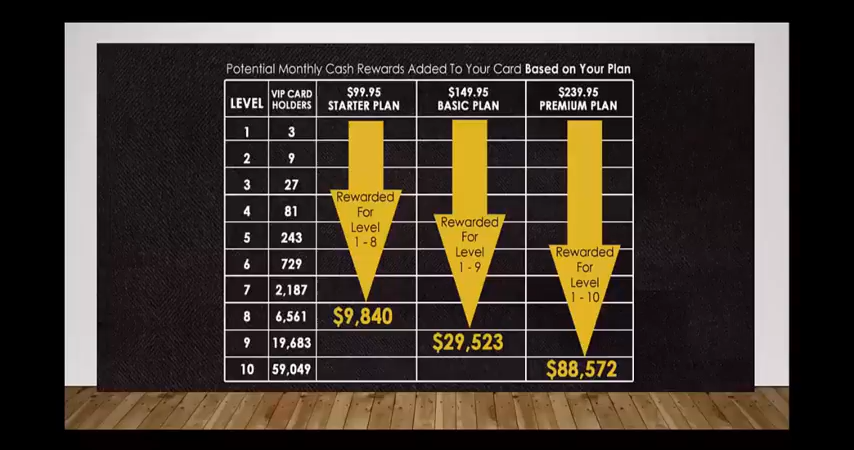 Potential Monthly Cash Rewards Added To Your Card Based on Your Plan
LEVEL
VIP CARD
HOLDERS
$99.95
STARTER PLAN
$149.95
BASIC PLAN
$239.95
PREMIUM PLAN
1 3
2 9
3 27
4 81
5 243
6 729
7 2,187
8 6,561 $9,840
9 19,683 $29,523
10 59,049 $88,572
Rewarded
For
Level
1 - 8
Rewarded
For
Level
1 - 9
Rewarded
For
Level
1 - 10